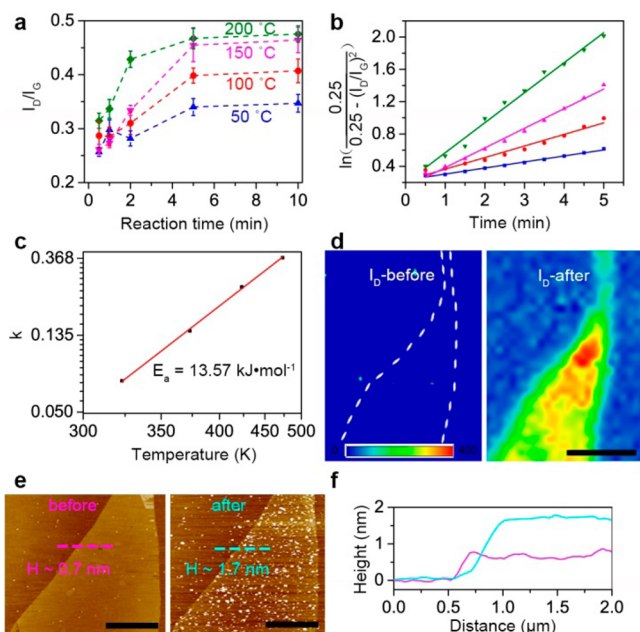 a
I_D/I_G
0.5
0.4
0.3
0.2
200 °C
150 °C
100 °C
50 °C
0 2 4 6 8 10
Reaction time (min)
b
ln(0.25/(0.25 - (I_D/I_G)^2))
2.0
1.6
1.2
0.8
0.4
0 1 2 3 4 5
Time (min)
c
k
0.368
0.135
0.050
E_a = 13.57 kJ•mol^-1
300 350 400 450 500
Temperature (K)
d
I_D-before
0 400
I_D-after
e
before
H ~ 0.7 nm
after
H ~ 1.7 nm
f
Height (nm)
2
1
0
0.0 0.5 1.0 1.5 2.0
Distance (μm)